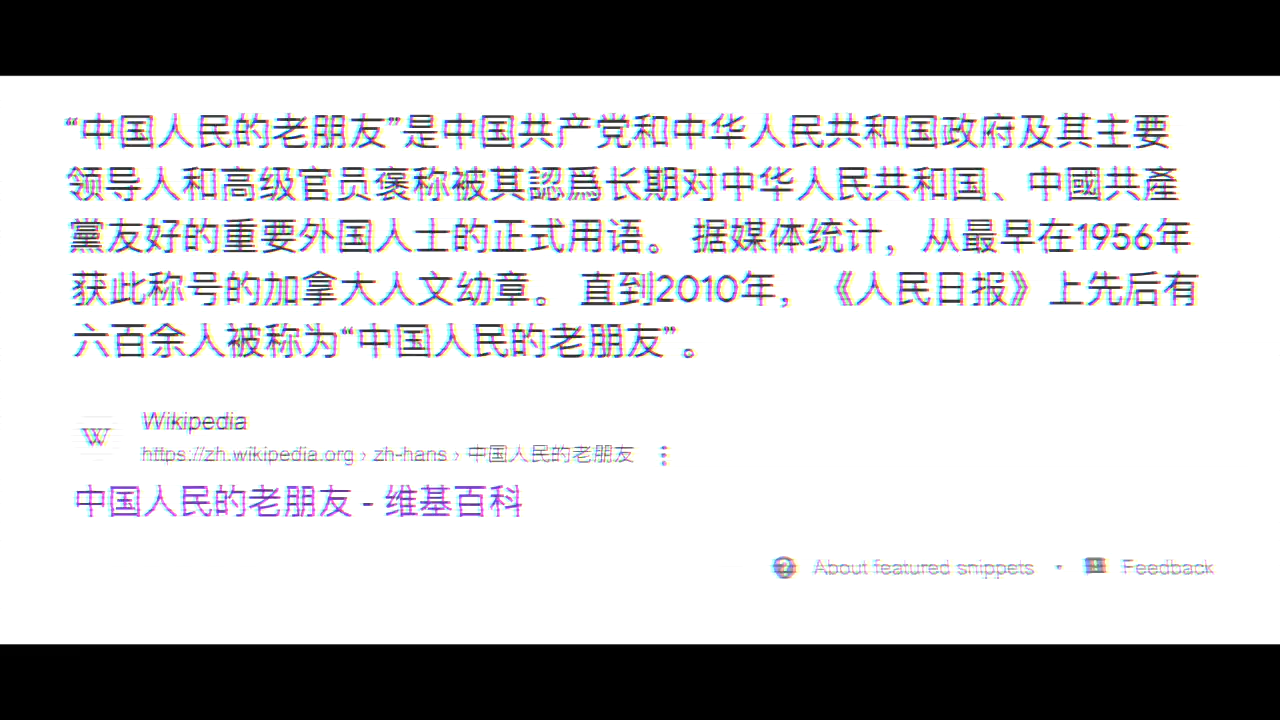 “中国人民的老朋友”是中国共产党和中华人民共和国政府及其主要
领导人和高级官员褒称被其認爲长期对中华人民共和国、中國共產
黨友好的重要外国人士的正式用语。 据媒体统计，从最早在1956年
获此称号的加拿大人文幼章。 直到2010年，《人民日报》上先后有
六百余人被称为“中国人民的老朋友”。
W
Wikipedia
https://zh.wikipedia.org › zh-hans › 中国人民的老朋友
中国人民的老朋友 - 维基百科
About featured snippets • Feedback